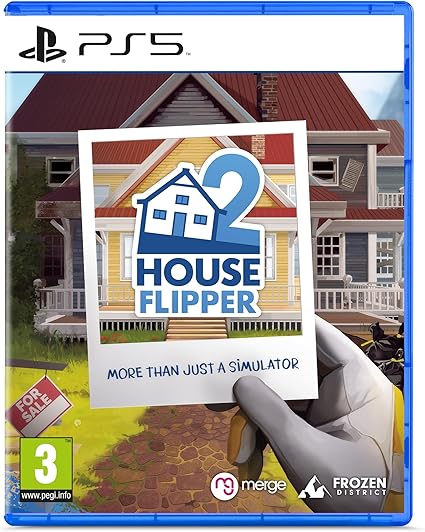 PS5
2
HOUSE
FLIPPER
MORE THAN JUST A SIMULATOR
FOR
SALE
3
www.pegi.info
merge
FROZEN
DISTRICT